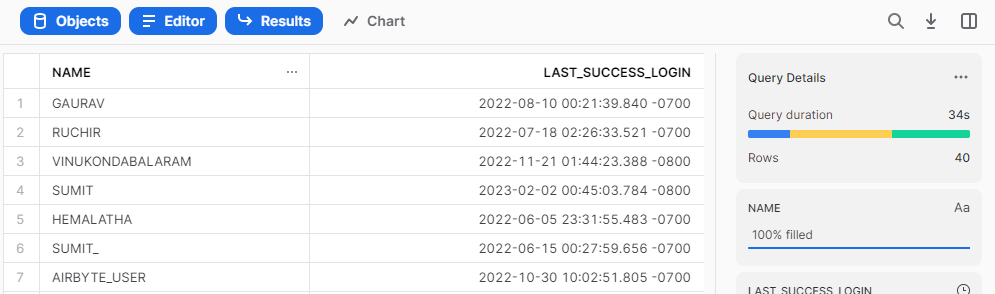 Objects Editor Results Chart
NAME ... LAST_SUCCESS_LOGIN
1 GAURAV 2022-08-10 00:21:39.840 -0700
2 RUCHIR 2022-07-18 02:26:33.521 -0700
3 VINUKONDABALARAM 2022-11-21 01:44:23.388 -0800
4 SUMIT 2023-02-02 00:45:03.784 -0800
5 HEMALATHA 2022-06-05 23:31:55.483 -0700
6 SUMIT_ 2022-06-15 00:27:59.656 -0700
7 AIRBYTE_USER 2022-10-30 10:02:51.805 -0700
Query Details ...
Query duration 34s
Rows 40
NAME Aa
100% filled
LAST_SUCCESS_LOGIN